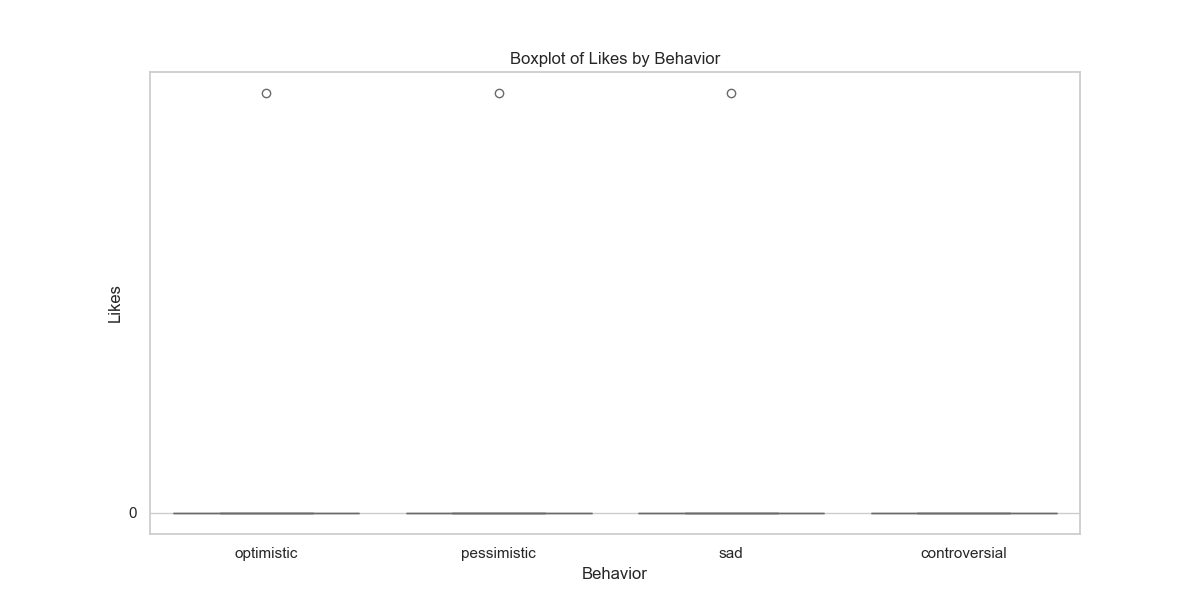 Boxplot of Likes by Behavior
Likes
0
optimistic pessimistic sad controversial
Behavior